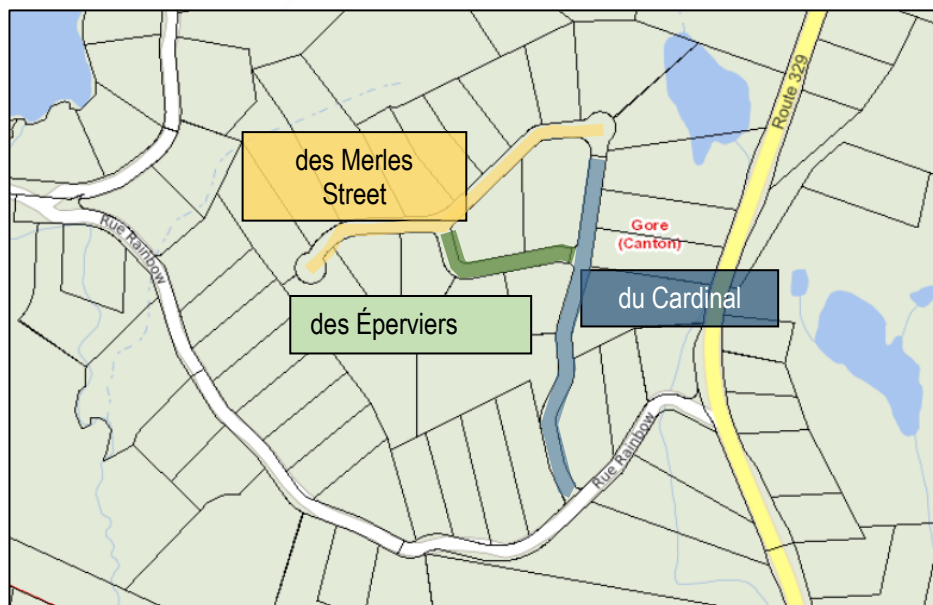 des Merles
Street
Route 329
Rue Rainbow
Gore
(Canton)
du Cardinal
des Éperviers
Rue Rainbow